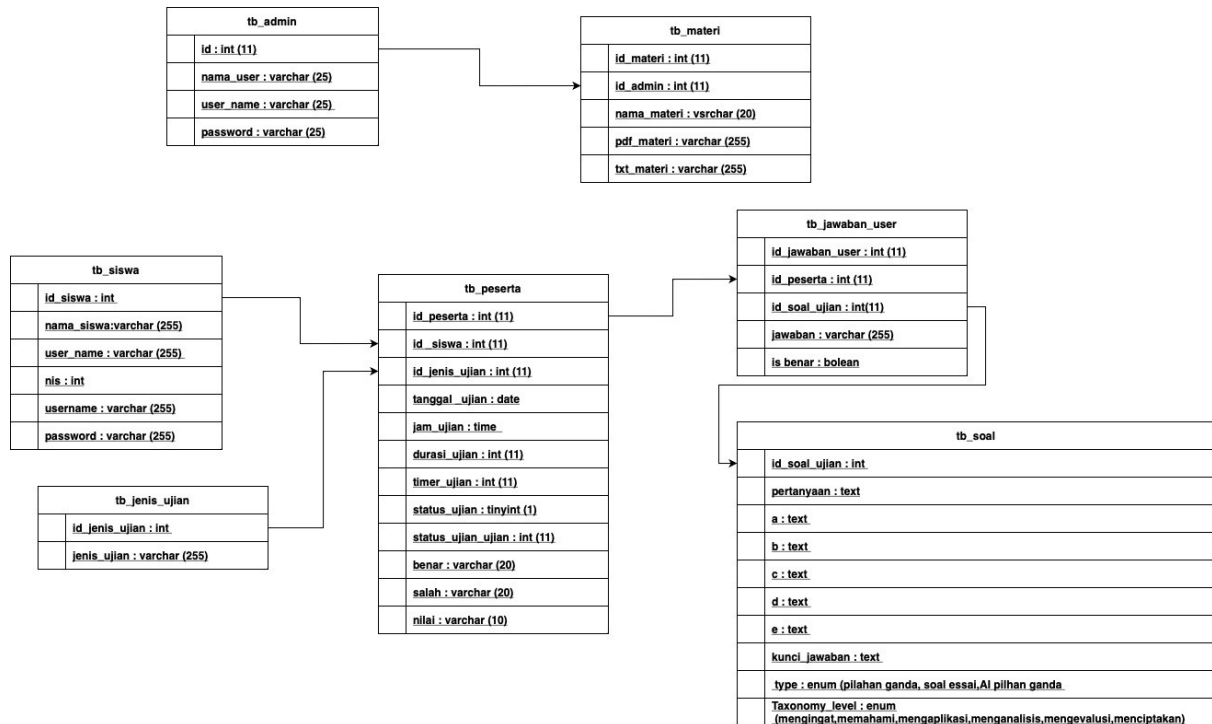 tb_admin
id : int (11)
nama_user : varchar (25)
user_name : varchar (25)
password : varchar (25)
tb_materi
id_materi : int (11)
id_admin : int (11)
nama_materi : vsrchar (20)
pdf_materi : varchar (255)
txt_materi : varchar (255)
tb_siswa
id_siswa : int
nama_siswa:varchar (255)
user_name : varchar (255)
nis : int
username : varchar (255)
password : varchar (255)
tb_jenis_ujian
id_jenis_ujian : int
jenis_ujian : varchar (255)
tb_peserta
id_peserta : int (11)
id _siswa : int (11)
id_jenis_ujian : int (11)
tanggal _ujian : date
jam_ujian : time
durasi_ujian : int (11)
timer_ujian : int (11)
status_ujian : tinyint (1)
status_ujian_ujian : int (11)
benar : varchar (20)
salah : varchar (20)
nilai : varchar (10)
tb_jawaban_user
id_jawaban_user : int (11)
id_peserta : int (11)
id_soal_ujian : int(11)
jawaban : varchar (255)
is benar : bolean
tb_soal
id_soal_ujian : int
pertanyaan : text
a : text
b : text
c : text
d : text
e : text
kunci_jawaban : text
type : enum (pilahan ganda, soal essai,AI pilhan ganda
Taxonomy_level : enum
(mengingat,memahami,mengaplikasi,menganalisis,mengevalusi,menciptakan)